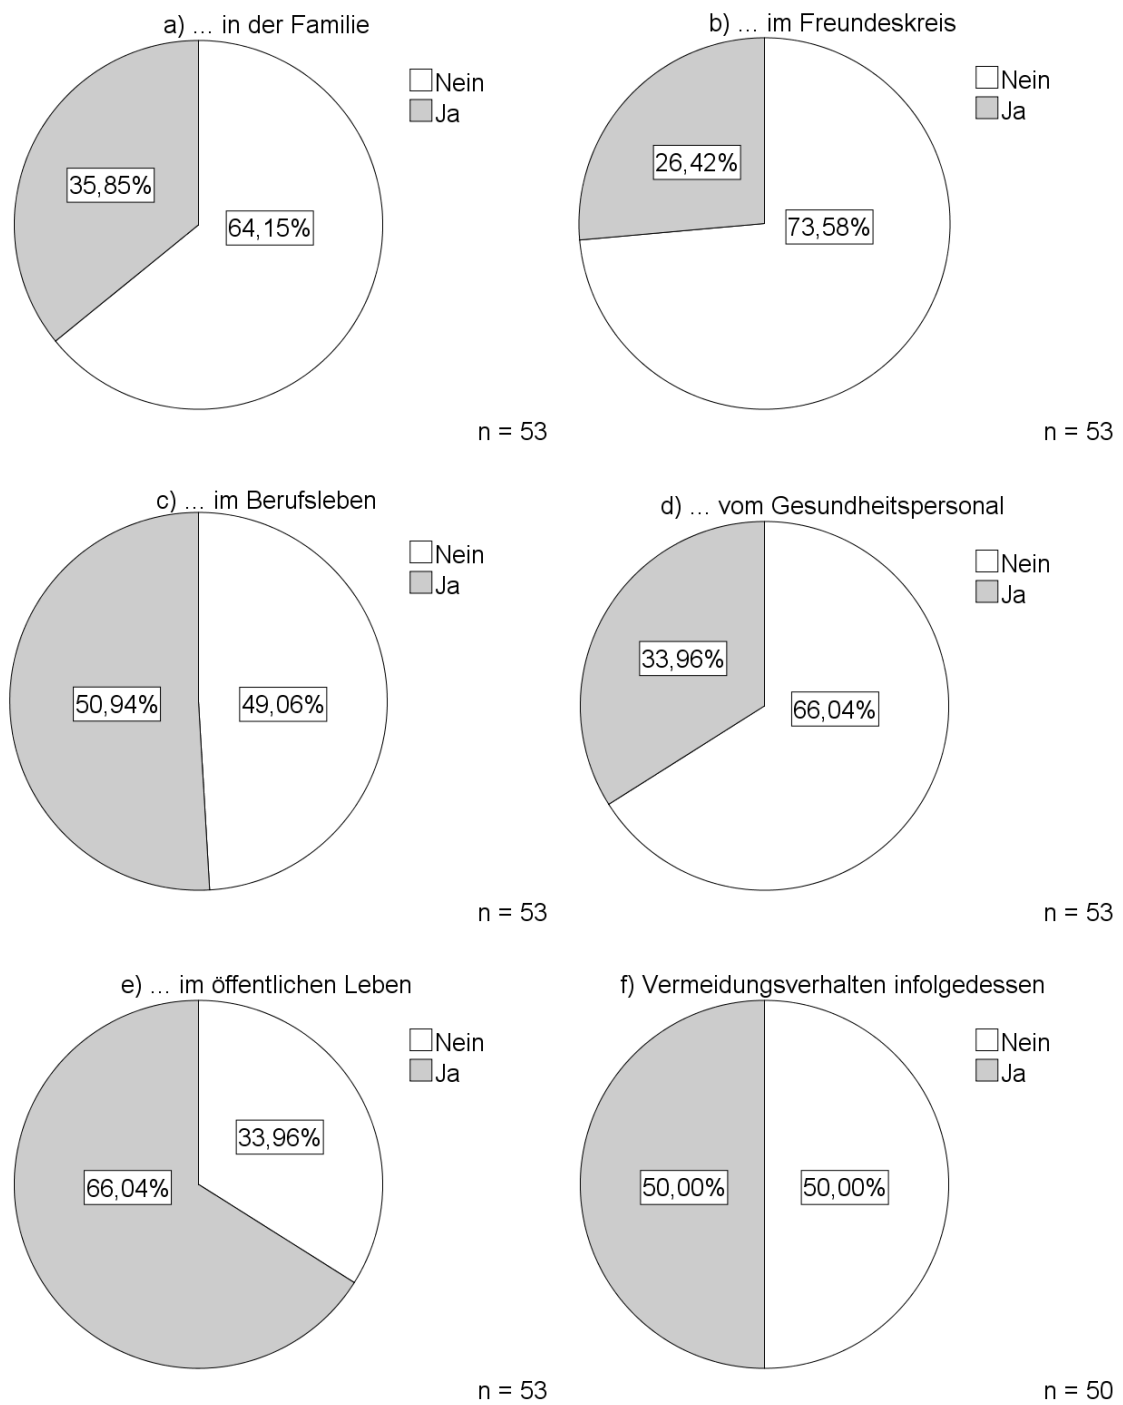 a) ... in der Familie
Nein
Ja
35,85%
64,15%
n = 53
b) ... im Freundeskreis
Nein
Ja
26,42%
73,58%
n = 53
c) ... im Berufsleben
Nein
Ja
50,94%
49,06%
n = 53
d) ... vom Gesundheitspersonal
Nein
Ja
33,96%
66,04%
n = 53
e) ... im öffentlichen Leben
Nein
Ja
33,96%
66,04%
n = 53
f) Vermeidungsverhalten infolgedessen
Nein
Ja
50,00%
50,00%
n = 50